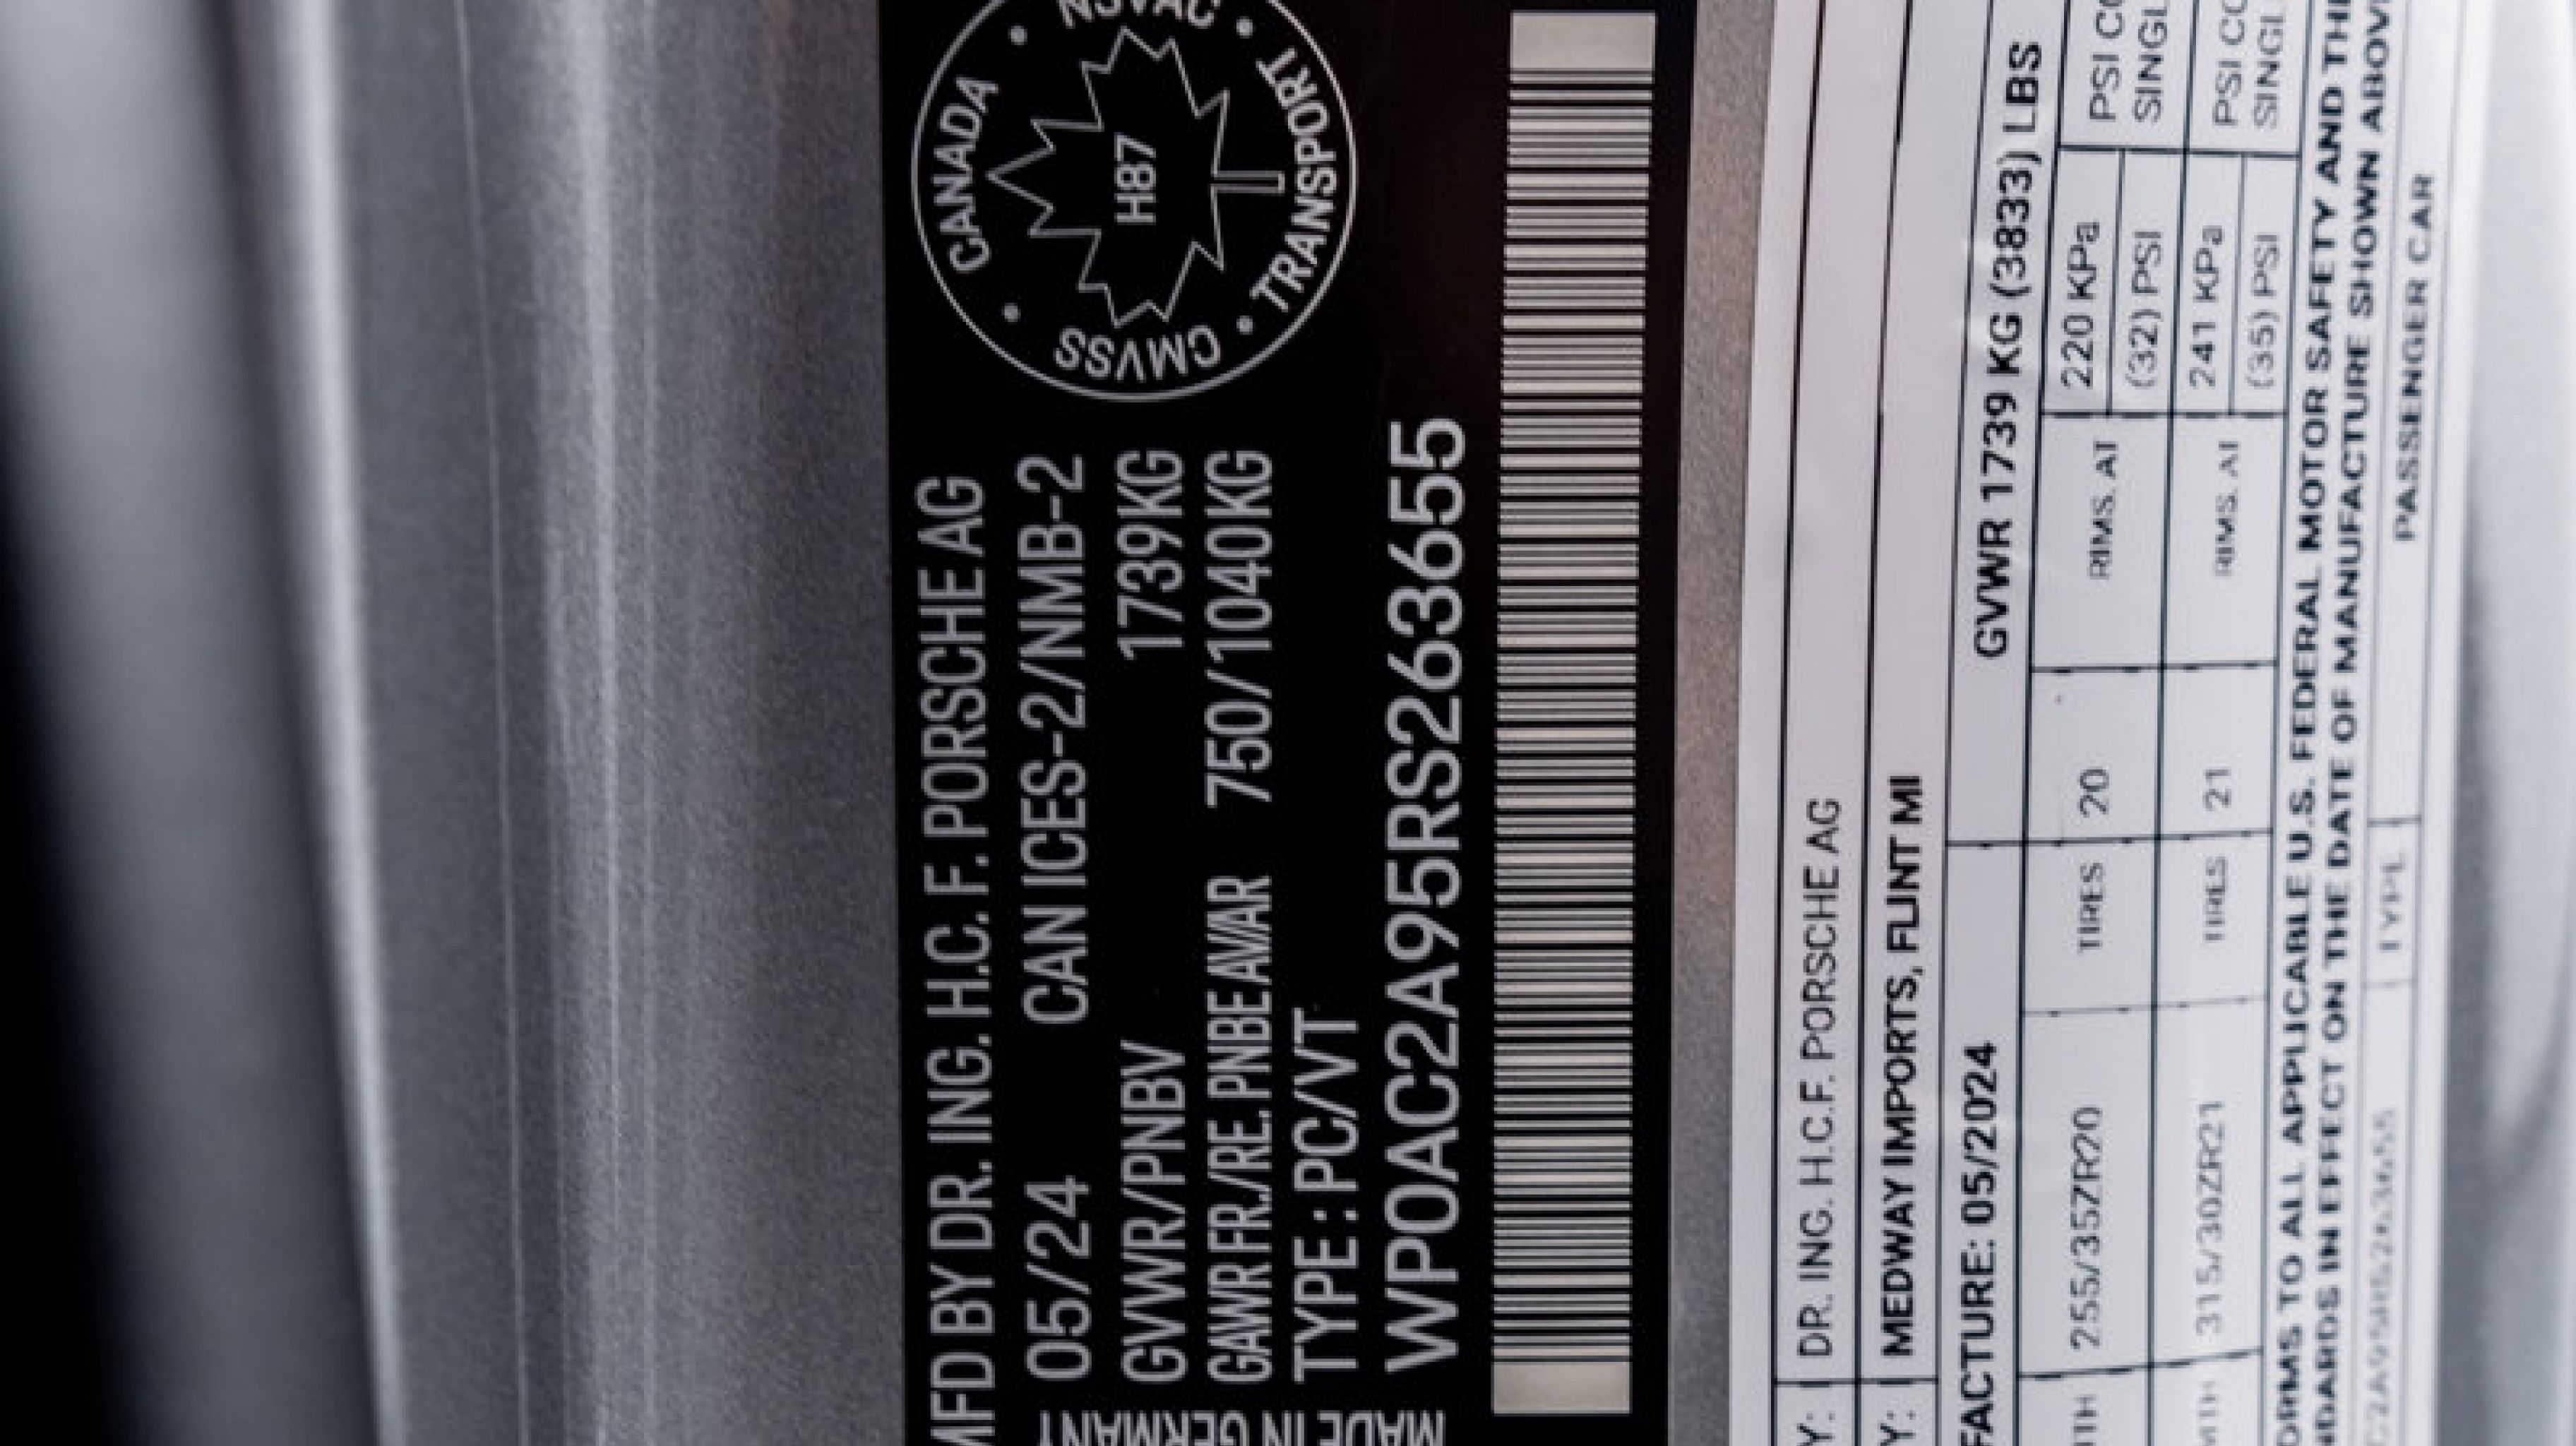 MFD BY DR. ING. H.C. F. PORSCHE AG
05/24 CAN ICES-2/NMB-2
GVWR/PNBV 1739KG
GAWR FR./RE. PNBE AV/AR 750/1040KG
TYPE : PC/VT
WP0AC2A95RS263655
MADE IN GERMANY
CANADA
NSVAC
TRANSPORT
CMVSS
H87
Y: DR. ING. H.C.F. PORSCHE AG
Y: MEDWAY IMPORTS, FLINT MI
FACTURE: 05/2024 GVWR 1739 KG (3833) LBS
ITH 255/35ZR20 TIRES 20 RIMS. AT 220 KPa PSI CO
(32) PSI SINGL
315/30ZR21 TIRES 21 RIMS. AT 241 KPa PSI CO
(35) PSI SINGL
ORMS TO ALL APPLICABLE U.S. FEDERAL MOTOR SAFETY AND THE
NDARDS IN EFFECT ON THE DATE OF MANUFACTURE SHOWN ABOV
C2A95RS263655 TYPE PASSENGER CAR